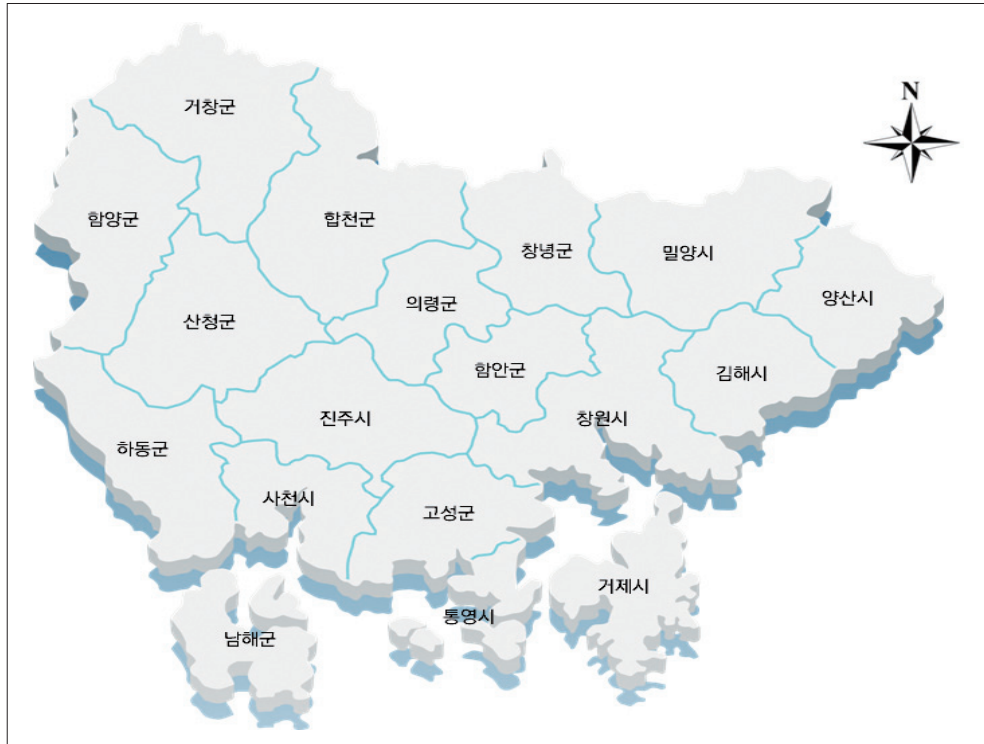 거창군
N
함양군
합천군
창녕군
밀양시
양산시
산청군
의령군
함안군
김해시
진주시
창원시
하동군
사천시
고성군
거제시
통영시
남해군